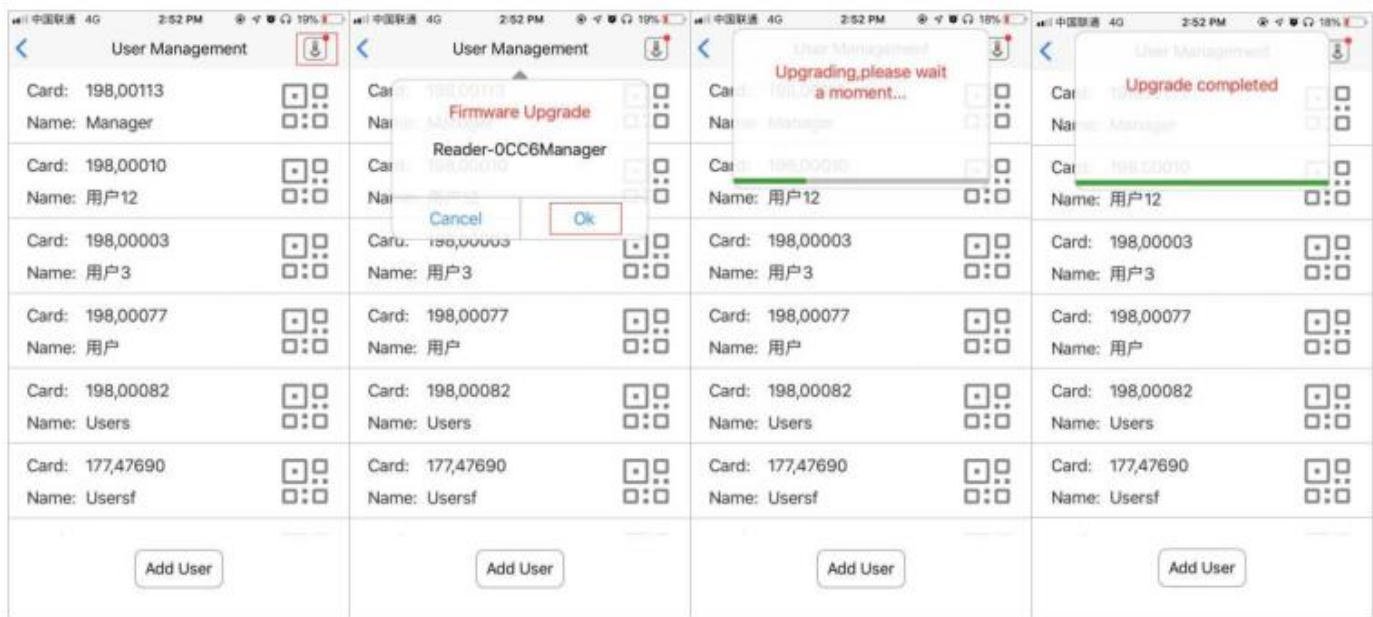 中国联通 4G 2:52 PM 19%
User Management
Card: 198,00113
Name: Manager
Card: 198,00010
Name: 用户12
Card: 198,00003
Name: 用户3
Card: 198,00077
Name: 用户
Card: 198,00082
Name: Users
Card: 177,47690
Name: Usersf
Add User
中国联通 4G 2:52 PM 19%
User Management
Firmware Upgrade
Reader-0CC6Manager
Cancel Ok
Card: 198,00003
Name: 用户3
Card: 198,00077
Name: 用户
Card: 198,00082
Name: Users
Card: 177,47690
Name: Usersf
Add User
中国联通 4G 2:52 PM 18%
User Management
Upgrading,please wait
a moment...
Name: 用户12
Card: 198,00003
Name: 用户3
Card: 198,00077
Name: 用户
Card: 198,00082
Name: Users
Card: 177,47690
Name: Usersf
Add User
中国联通 4G 2:52 PM 18%
User Management
Upgrade completed
Name: 用户12
Card: 198,00003
Name: 用户3
Card: 198,00077
Name: 用户
Card: 198,00082
Name: Users
Card: 177,47690
Name: Usersf
Add User